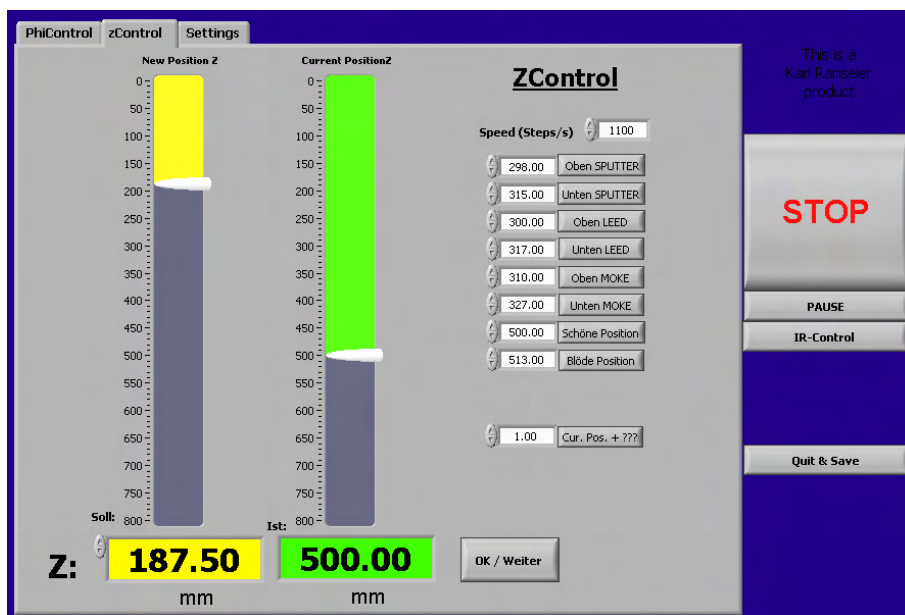 PhiControl zControl Settings
This is a
Karl Ranseier
product
New Position Z
Current PositionZ
ZControl
0
50
100
150
200
250
300
350
400
450
500
550
600
650
700
750
800
0
50
100
150
200
250
300
350
400
450
500
550
600
650
700
750
800
Speed (Steps/s) 1100
298.00 Oben SPUTTER
315.00 Unten SPUTTER
300.00 Oben LEED
317.00 Unten LEED
310.00 Oben MOKE
327.00 Unten MOKE
500.00 Schöne Position
513.00 Blöde Position
1.00 Cur. Pos. + ???
STOP
PAUSE
IR-Control
Quit & Save
Soll:
Ist:
Z: 187.50 500.00 OK / Weiter
mm mm